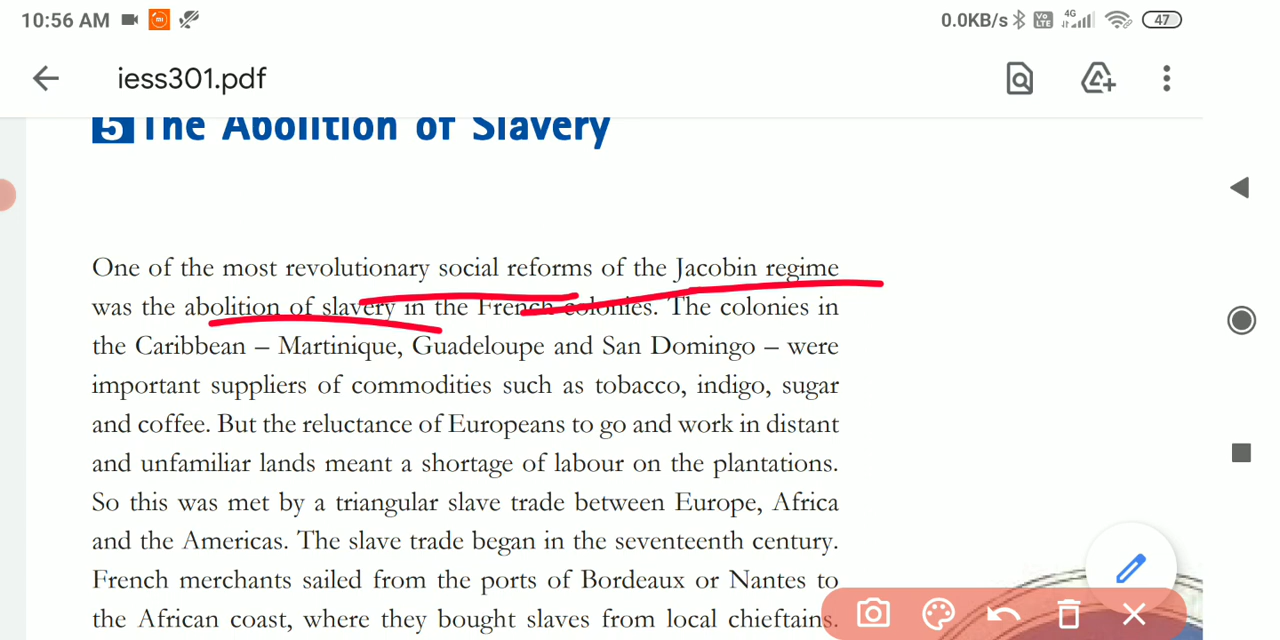 10:56 AM
0.0KB/s Vo LTE 4G 47
iess301.pdf
5 The Abolition of Slavery
One of the most revolutionary social reforms of the Jacobin regime
was the abolition of slavery in the French colonies. The colonies in
the Caribbean – Martinique, Guadeloupe and San Domingo – were
important suppliers of commodities such as tobacco, indigo, sugar
and coffee. But the reluctance of Europeans to go and work in distant
and unfamiliar lands meant a shortage of labour on the plantations.
So this was met by a triangular slave trade between Europe, Africa
and the Americas. The slave trade began in the seventeenth century.
French merchants sailed from the ports of Bordeaux or Nantes to
the African coast, where they bought slaves from local chieftains.